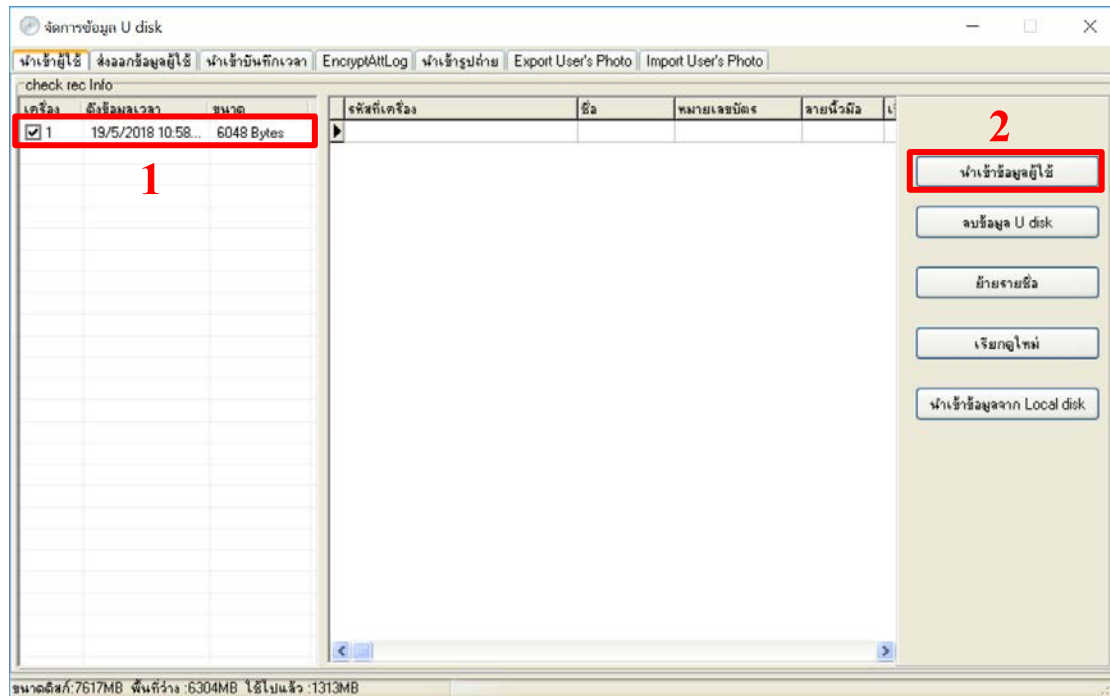 จัดการข้อมูล U disk
นำเข้าผู้ใช้ ส่งออกข้อมูลผู้ใช้ นำเข้าบันทึกเวลา EncryptAttLog นำเข้ารูปถ่าย Export User's Photo Import User's Photo
check rec Info
เครื่อง ดึงข้อมูลเวลา ขนาด
1 19/5/2018 10:58... 6048 Bytes
1
รหัสที่เครื่อง ชื่อ หมายเลขบัตร ลายนิ้วมือ
2
นำเข้าข้อมูลผู้ใช้
ลบข้อมูล U disk
ย้ายรายชื่อ
เรียกดูใหม่
นำเข้าข้อมูลจาก Local disk
ขนาดดิสก์:7617MB พื้นที่ว่าง :6304MB ใช้ไปแล้ว :1313MB